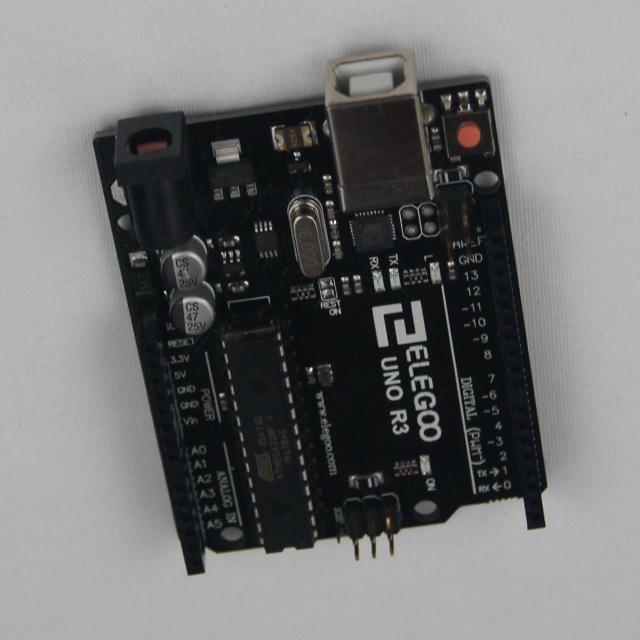 CS
47
25V
CS
47
25V
RESET
3.3V
5V
GND
GND
Vin
POWER
A0
A1
A2
A3
A4
A5
ANALOG IN
REST
ON
RX
TX
L
ELEGOO
UNO R3
www.elegoo.com
ON
GND
13
12
~11
~10
~9
8
7
~6
~5
4
~3
2
TX→1
RX←0
DIGITAL (PWM~)